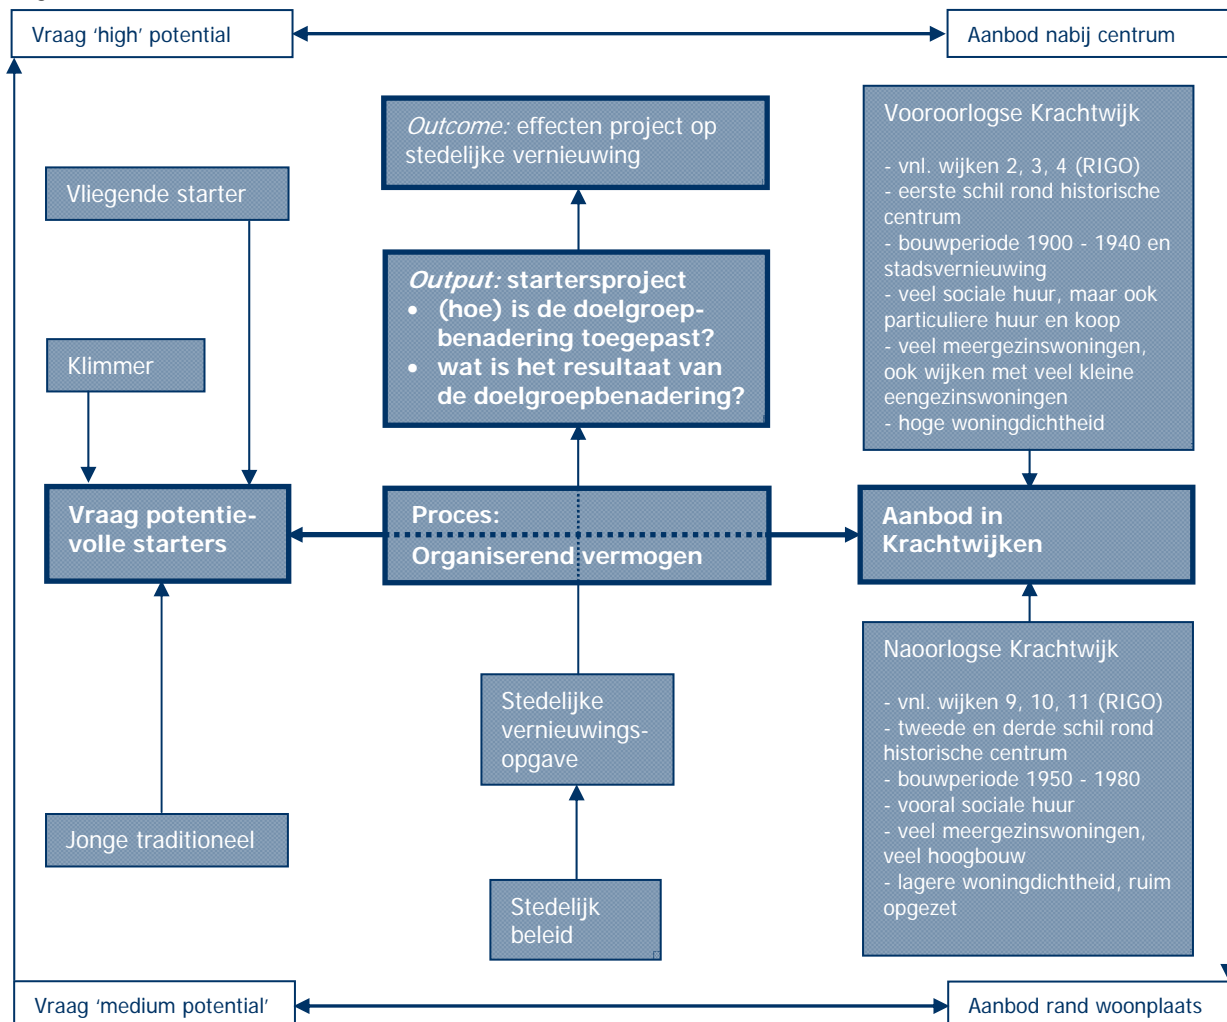 Vraag ‘high’ potential
Aanbod nabij centrum
Outcome: effecten project op
stedelijke vernieuwing
Vliegende starter
Klimmer
Output: startersproject
• (hoe) is de doelgroep-
benadering toegepast?
• wat is het resultaat van
de doelgroepbenadering?
Vooroorlogse Krachtwijk
- vnl. wijken 2, 3, 4 (RIGO)
- eerste schil rond historische
centrum
- bouwperiode 1900 - 1940 en
stadsvernieuwing
- veel sociale huur, maar ook
particuliere huur en koop
- veel meergezinswoningen,
ook wijken met veel kleine
eengezinswoningen
- hoge woningdichtheid
Vraag potentie-
volle starters
Proces:
Organiserend vermogen
Aanbod in
Krachtwijken
Jonge traditioneel
Stedelijke
vernieuwings-
opgave
Stedelijk
beleid
Naoorlogse Krachtwijk
- vnl. wijken 9, 10, 11 (RIGO)
- tweede en derde schil rond
historische centrum
- bouwperiode 1950 - 1980
- vooral sociale huur
- veel meergezinswoningen,
veel hoogbouw
- lagere woningdichtheid, ruim
opgezet
Vraag ‘medium potential’
Aanbod rand woonplaats